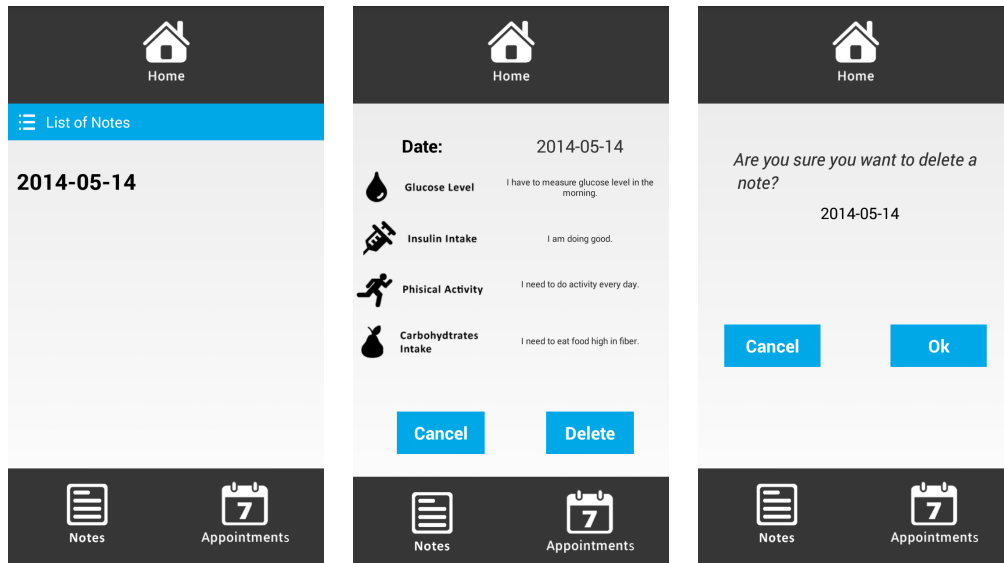 Home
List of Notes
2014-05-14
Notes
7
Appointments
Home
Date: 2014-05-14
Glucose Level I have to measure glucose level in the
morning.
Insulin Intake I am doing good.
Phisical Activity I need to do activity every day.
Carbohydtrates
Intake I need to eat food high in fiber.
Cancel Delete
Notes
7
Appointments
Home
Are you sure you want to delete a
note?
2014-05-14
Cancel Ok
Notes
7
Appointments